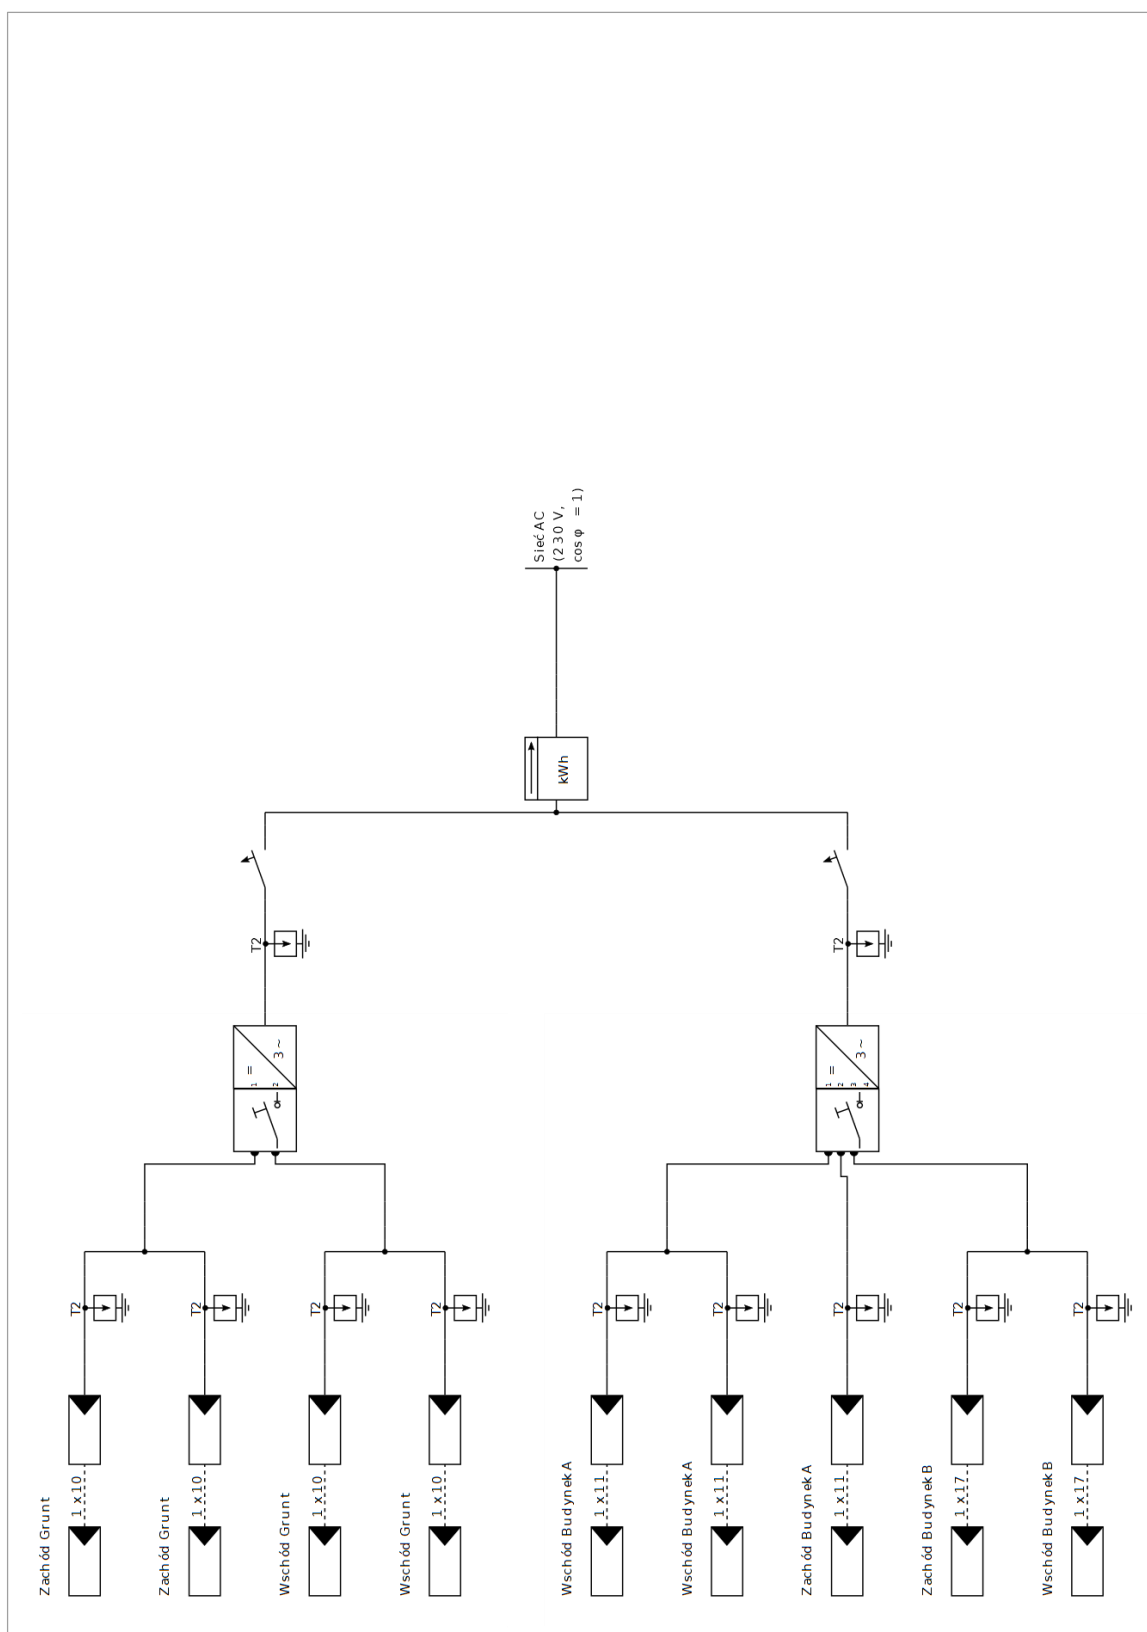 Sieć AC
(230 V,
cos φ = 1)
kWh
T2
T2
=
3 ~
1
2
=
3 ~
1
2
3
4
T2
T2
T2
T2
T2
T2
T2
T2
T2
Zachód Grunt
1 x 10
Zachód Grunt
1 x 10
Wschód Grunt
1 x 10
Wschód Grunt
1 x 10
Wschód Budynek A
1 x 11
Wschód Budynek A
1 x 11
Zachód Budynek A
1 x 11
Zachód Budynek B
1 x 17
Wschód Budynek B
1 x 17